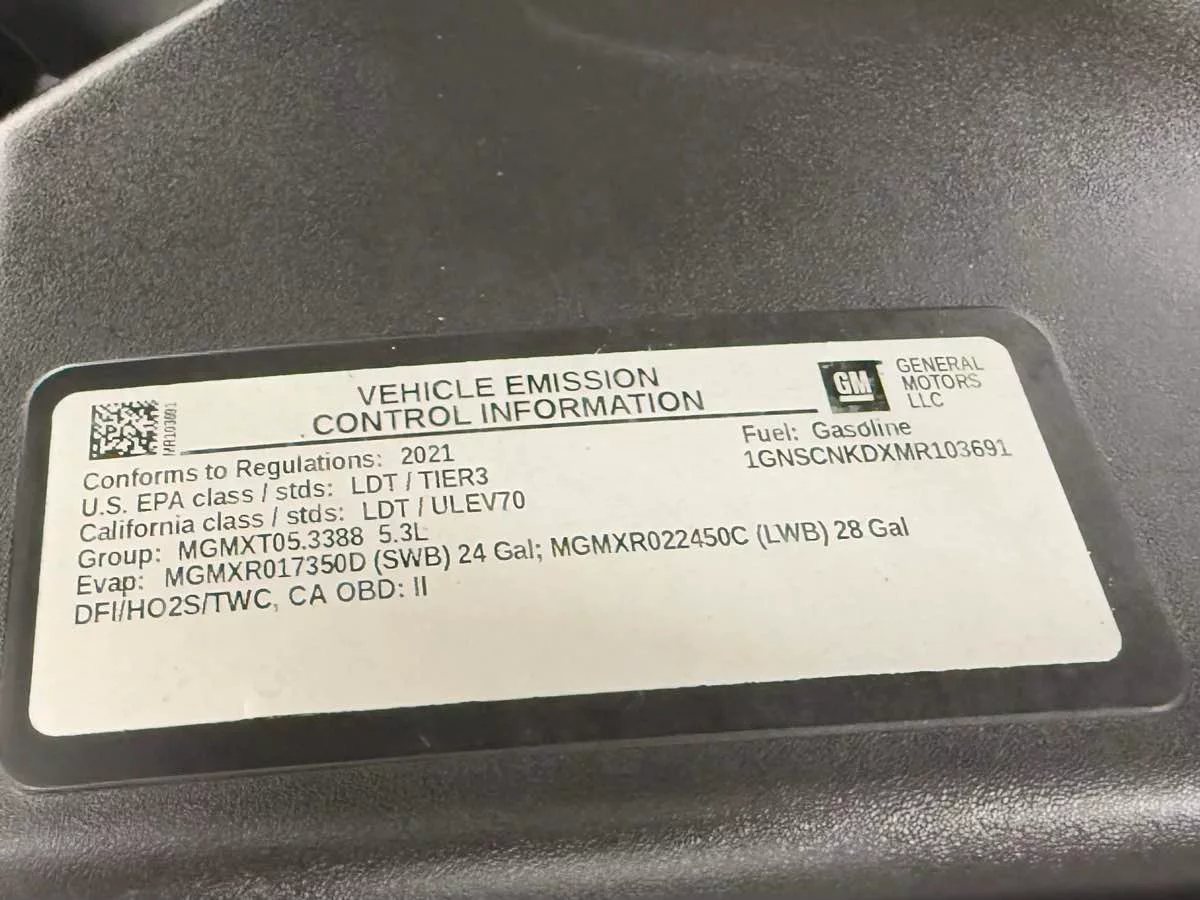 VEHICLE EMISSION
CONTROL INFORMATION
GM
GENERAL
MOTORS
LLC
MR103691
Conforms to Regulations: 2021
Fuel: Gasoline
U.S. EPA class / stds: LDT / TIER3
1GNSCNKDXMR103691
California class / stds: LDT / ULEV70
Group: MGMXT05.3388 5.3L
Evap: MGMXR017350D (SWB) 24 Gal; MGMXR022450C (LWB) 28 Gal
DFI/HO2S/TWC, CA OBD: II